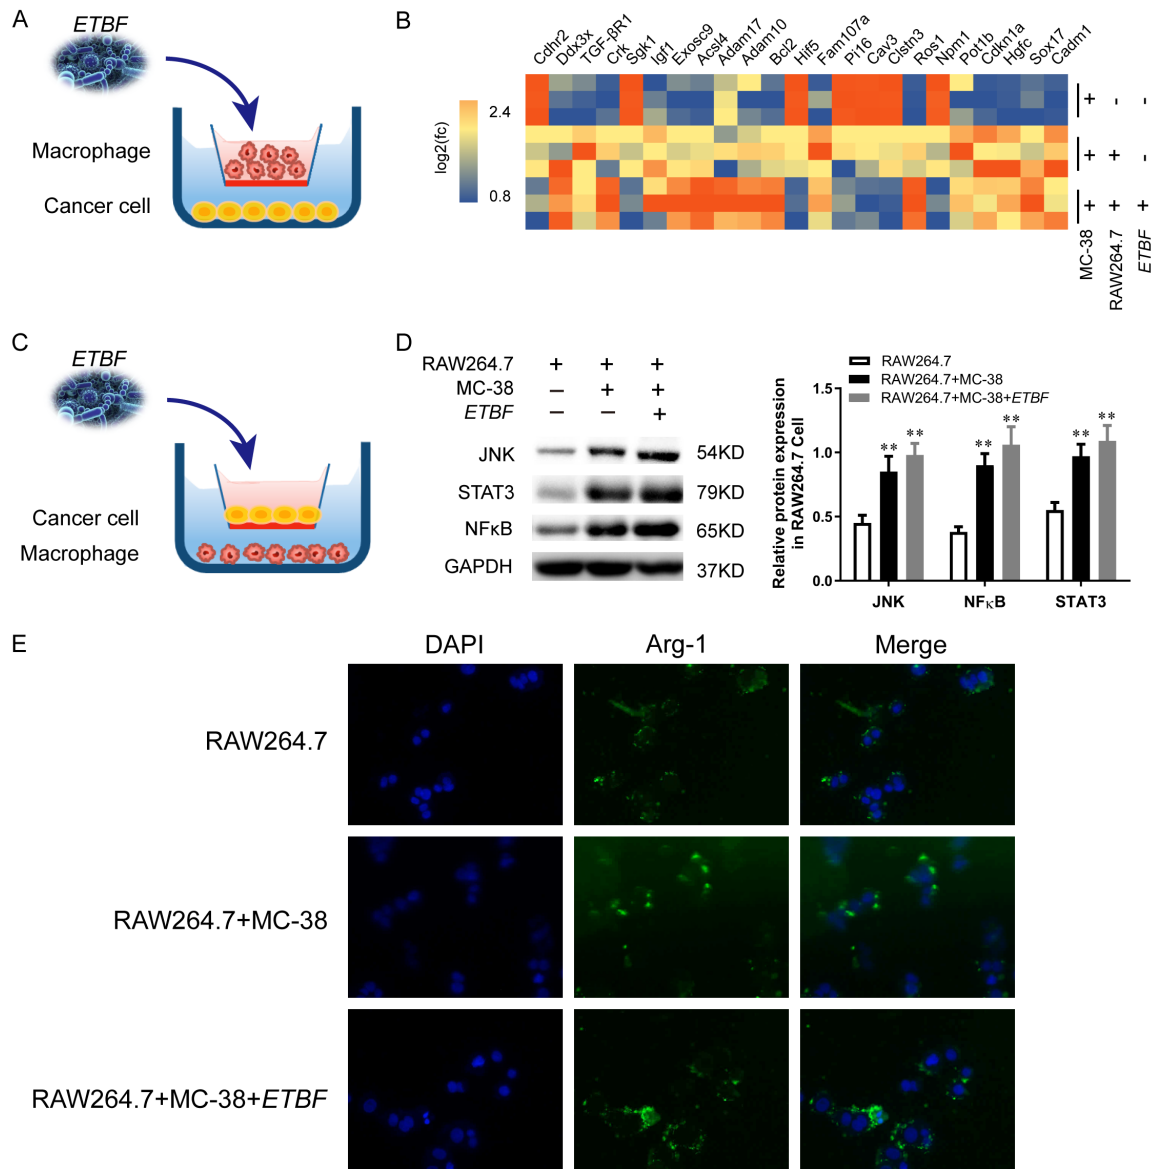 A
ETBF
Macrophage
Cancer cell
B
Cdhr2
Ddx3x
TGF-βR1
Crk
Sgk1
Igf1
Exosc9
Acsl4
Adam17
Adam10
Bcl2
Hif5
Fam107a
PI16
Cav3
Clstn3
Ros1
Npm1
Pot1b
Cdkn1a
Hgfc
Sox17
Cadm1
log2(fc)
2.4
0.8
+ - -
+ + -
+ + +
MC-38
RAW264.7
ETBF
C
ETBF
Cancer cell
Macrophage
D
RAW264.7 + + +
MC-38 – + +
ETBF – – +
JNK 54KD
STAT3 79KD
NFκB 65KD
GAPDH 37KD
RAW264.7
RAW264.7+MC-38
RAW264.7+MC-38+ETBF
Relative protein expression
in RAW264.7 Cell
1.5
1.0
0.5
0.0
** **
** **
** **
JNK NFκB STAT3
E
DAPI Arg-1 Merge
RAW264.7
RAW264.7+MC-38
RAW264.7+MC-38+ETBF